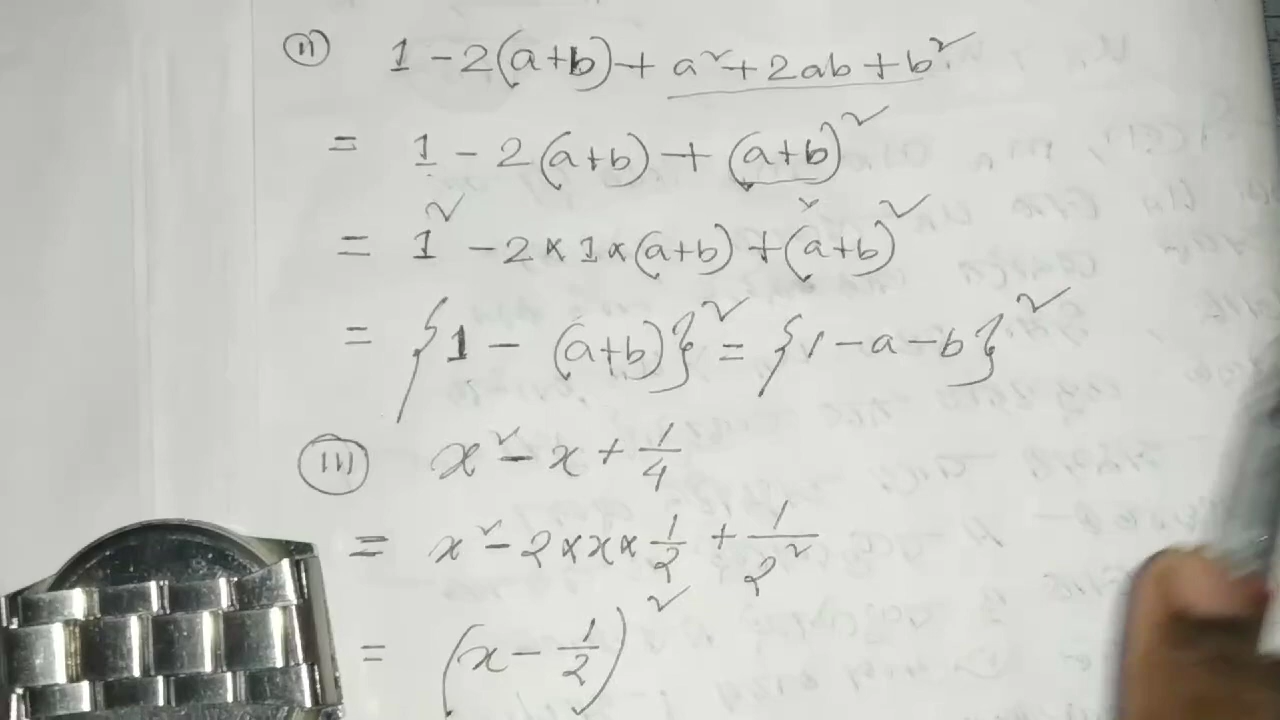 (ii) 1 - 2(a+b) + a² + 2ab + b²
= 1 - 2(a+b) + (a+b)²
= 1² - 2 × 1 × (a+b) + (a+b)²
= {1 - (a+b)}² = {1 - a - b}²
(iii) x² - x + 1/4
= x² - 2 × x × 1/2 + 1/2²
= (x - 1/2)²